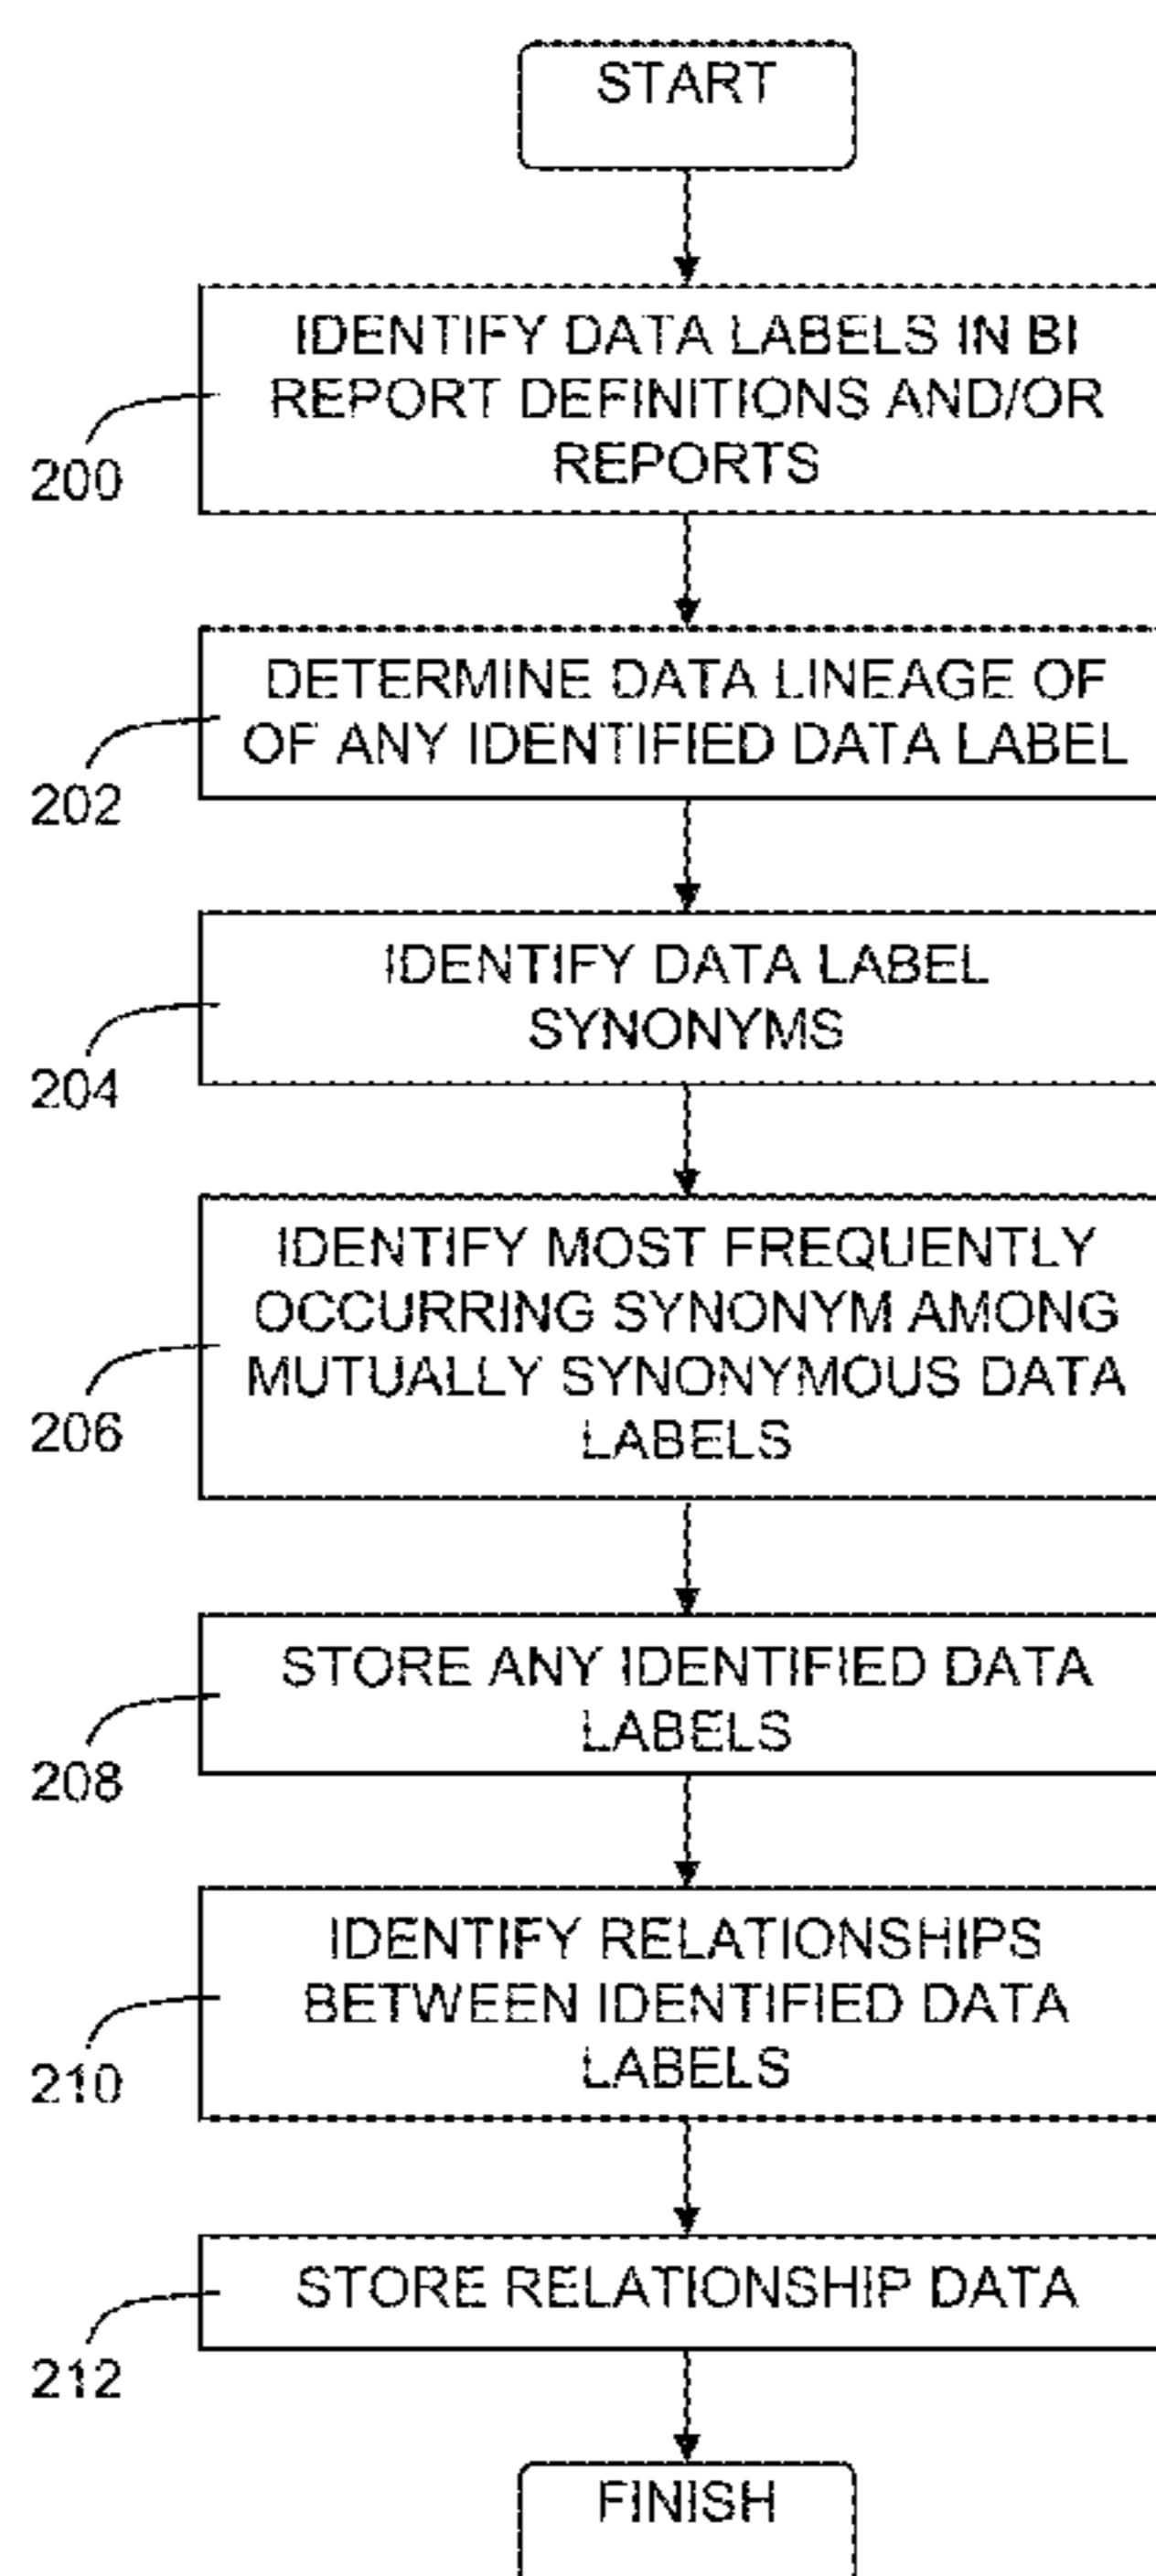 START
IDENTIFY DATA LABELS IN BI
REPORT DEFINITIONS AND/OR
REPORTS
200
DETERMINE DATA LINEAGE OF
OF ANY IDENTIFIED DATA LABEL
202
IDENTIFY DATA LABEL
SYNONYMS
204
IDENTIFY MOST FREQUENTLY
OCCURRING SYNONYM AMONG
MUTUALLY SYNONYMOUS DATA
LABELS
206
STORE ANY IDENTIFIED DATA
LABELS
208
IDENTIFY RELATIONSHIPS
BETWEEN IDENTIFIED DATA
LABELS
210
STORE RELATIONSHIP DATA
212
FINISH